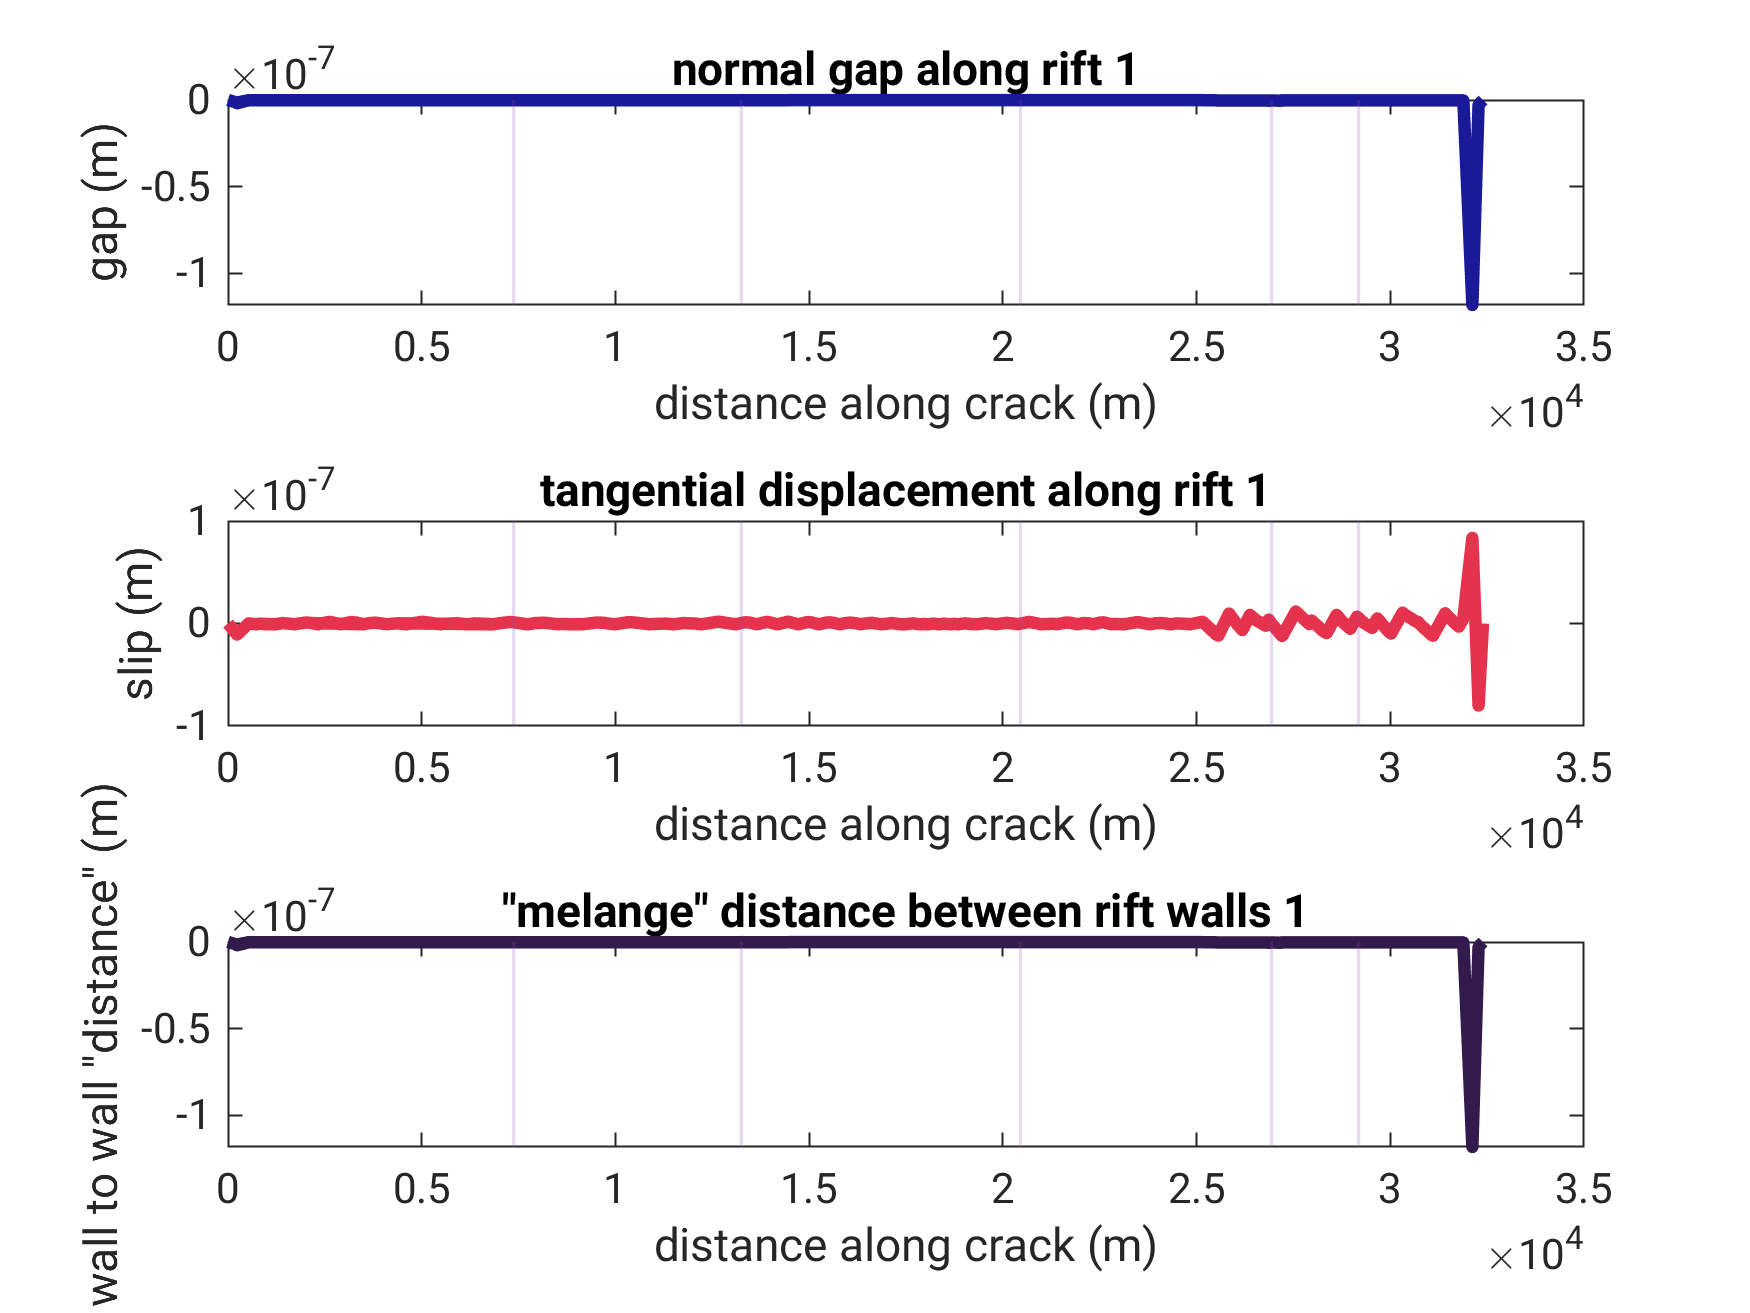 normal gap along rift 1
×10⁻⁷
0
-0.5
-1
gap (m)
0 0.5 1 1.5 2 2.5 3 3.5
distance along crack (m)
×10⁴
tangential displacement along rift 1
×10⁻⁷
1
0
-1
slip (m)
0 0.5 1 1.5 2 2.5 3 3.5
distance along crack (m)
×10⁴
"melange" distance between rift walls 1
×10⁻⁷
0
-0.5
-1
wall to wall "distance" (m)
0 0.5 1 1.5 2 2.5 3 3.5
distance along crack (m)
×10⁴